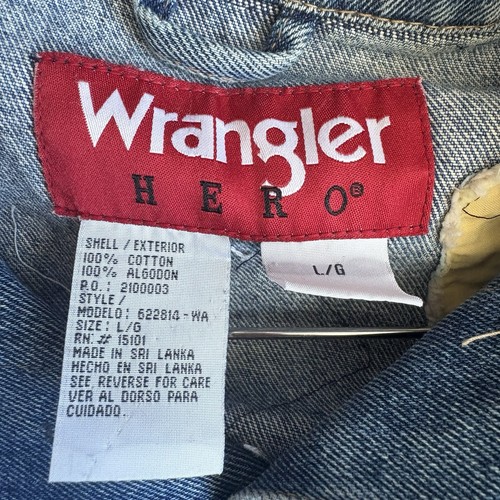 Wrangler
HERO®
L/G
SHELL / EXTERIOR
100% COTTON
100% ALGODON
P.O.: 2100003
STYLE /
MODELO: 622814-WA
SIZE: L/G
RN: # 15101
MADE IN SRI LANKA
HECHO EN SRI LANKA
SEE REVERSE FOR CARE
VER AL DORSO PARA
CUIDADO.